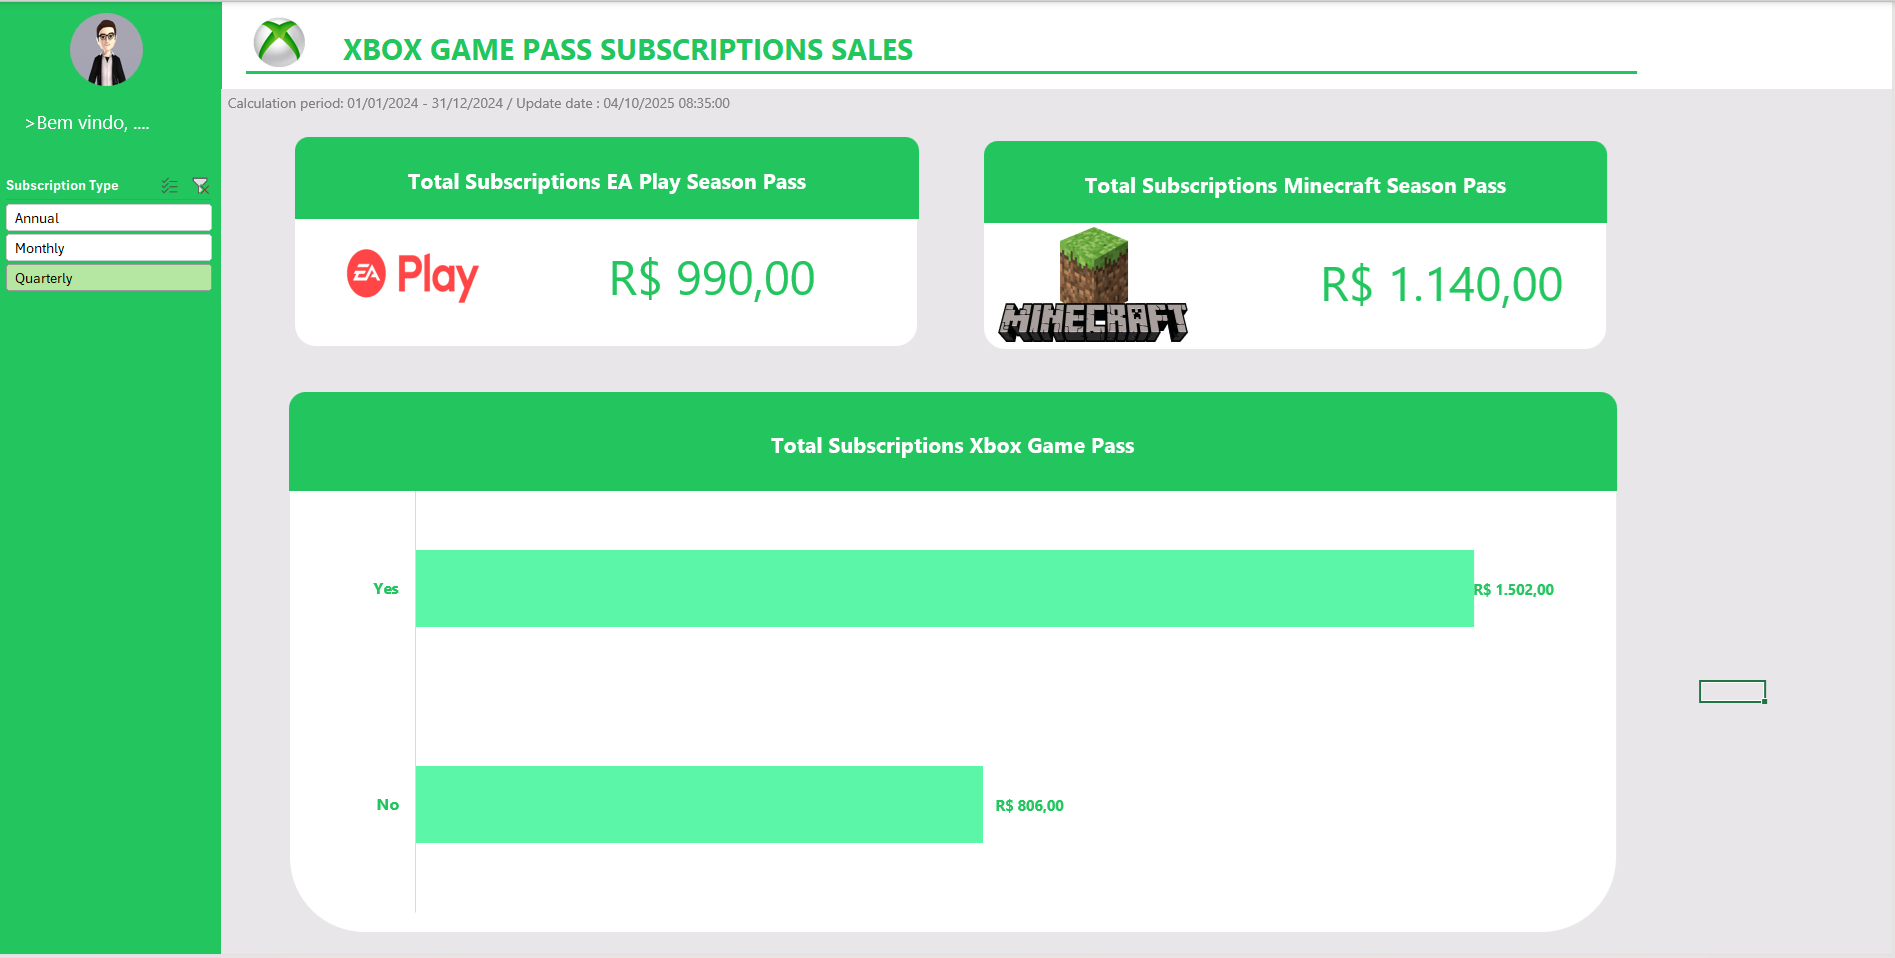 XBOX GAME PASS SUBSCRIPTIONS SALES
Calculation period: 01/01/2024 - 31/12/2024 / Update date : 04/10/2025 08:35:00
>Bem vindo, ....
Subscription Type
Annual
Monthly
Quarterly
Total Subscriptions EA Play Season Pass
EA Play
R$ 990,00
Total Subscriptions Minecraft Season Pass
MINECRAFT
R$ 1.140,00
Total Subscriptions Xbox Game Pass
Yes
R$ 1.502,00
No
R$ 806,00